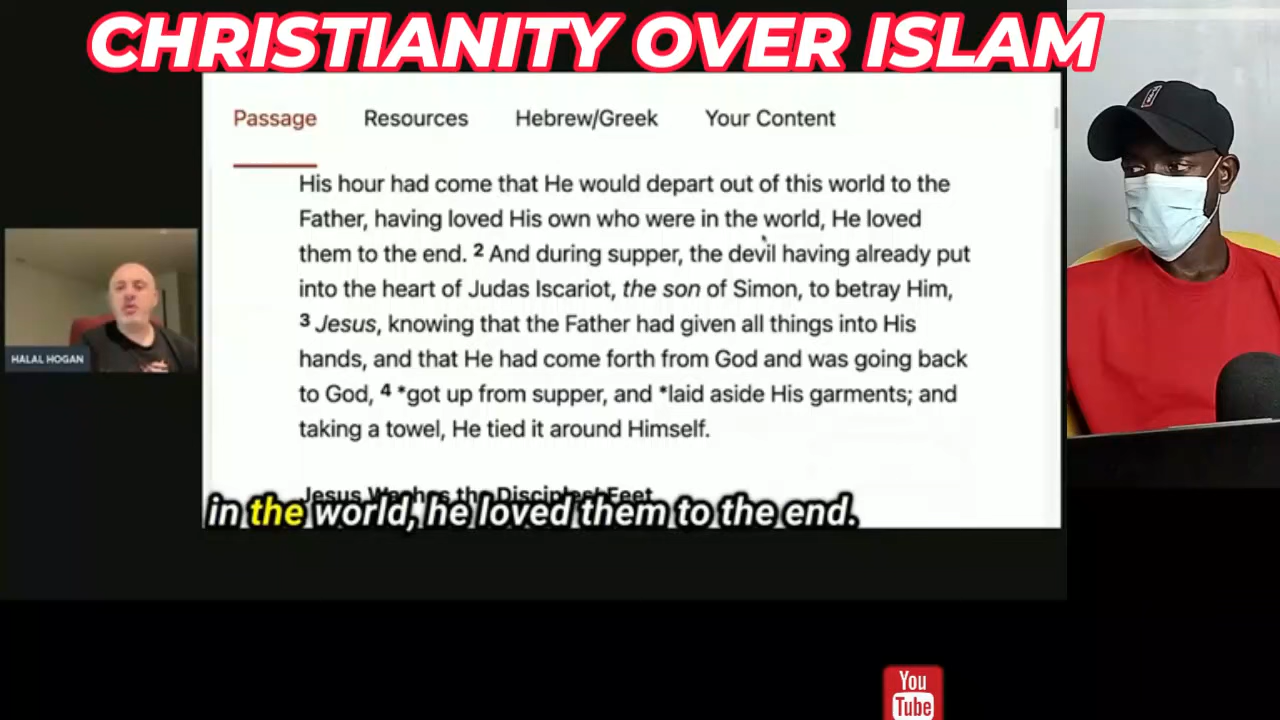 CHRISTIANITY OVER ISLAM
Passage Resources Hebrew/Greek Your Content
His hour had come that He would depart out of this world to the
Father, having loved His own who were in the world, He loved
them to the end. 2 And during supper, the devil having already put
into the heart of Judas Iscariot, the son of Simon, to betray Him,
3 Jesus, knowing that the Father had given all things into His
hands, and that He had come forth from God and was going back
to God, 4 *got up from supper, and *laid aside His garments; and
taking a towel, He tied it around Himself.
Jesus Washes the Disciples' Feet
in the world, he loved them to the end.
HALAL HOGAN
You
Tube